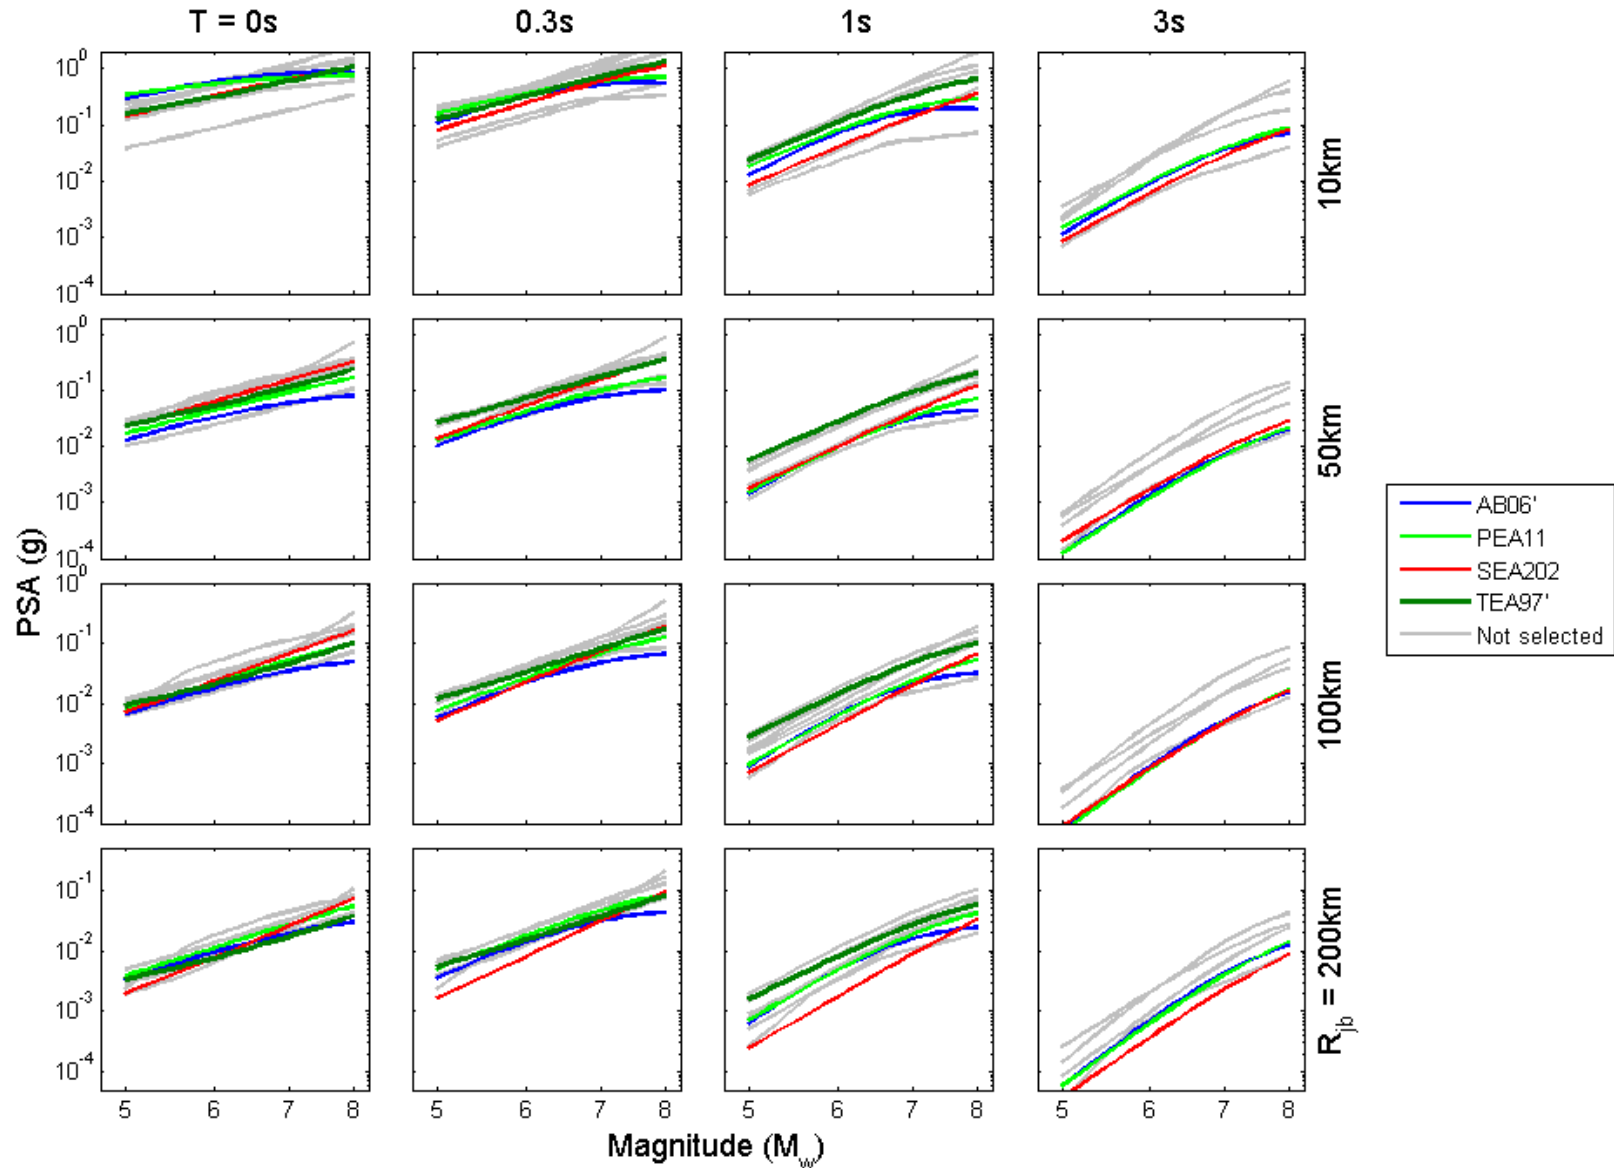 T = 0s 0.3s 1s 3s
10^0
10^-1
10^-2
10^-3
10^-4
10km
10^0
10^-1
10^-2
10^-3
10^-4
50km
10^0
10^-1
10^-2
10^-3
10^-4
100km
10^-1
10^-2
10^-3
10^-4
R_jb = 200km
PSA (g)
5 6 7 8 5 6 7 8 5 6 7 8 5 6 7 8
Magnitude (M_w)
AB06'
PEA11
SEA202
TEA97'
Not selected